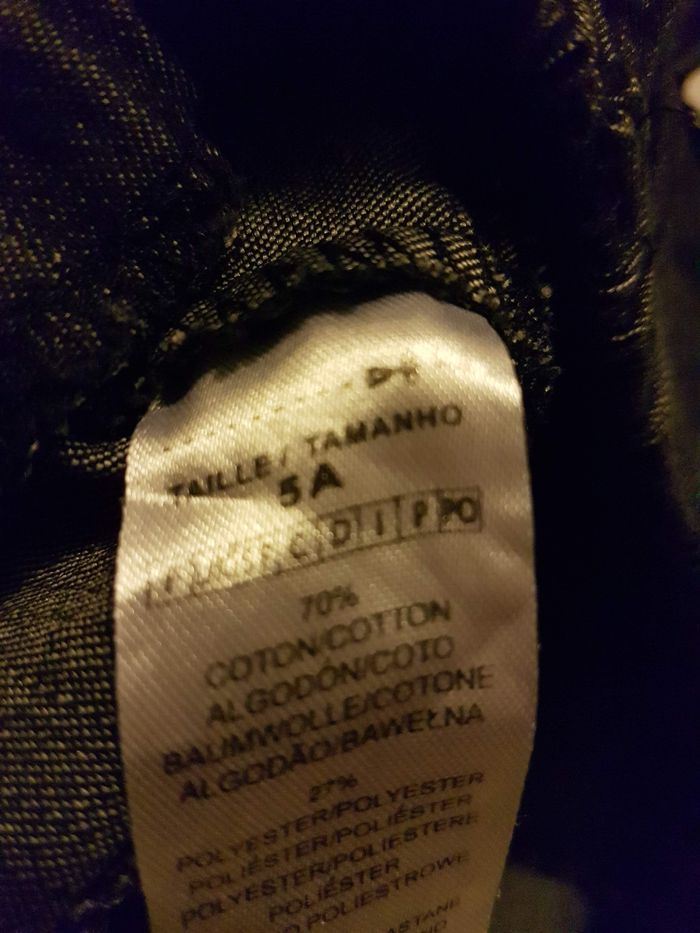 TAILLE / TAMANHO
5A
C D I P PO
70%
COTON/COTTON
ALGODÓN/COTO
BAUMWOLLE/COTONE
ALGODÃO/BAWEŁNA
27%
POLYESTER/POLYESTER
POLIÉSTER/POLIÉSTER
POLYESTER/POLIESTERE
POLIÉSTER
POLIESTROWE